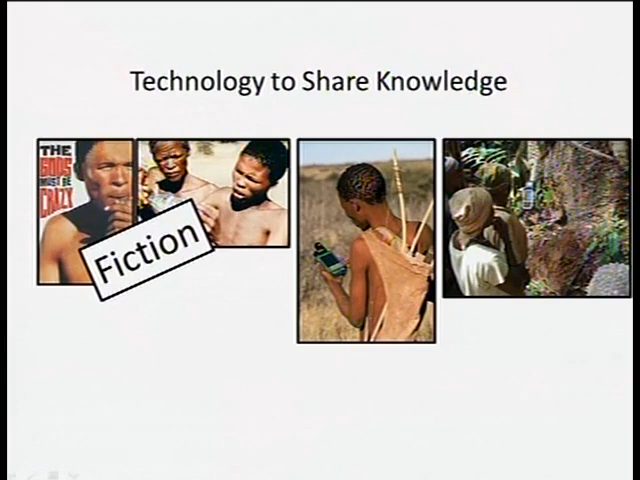 Technology to Share Knowledge
THE
GODS
MUST BE
CRAZY
Fiction